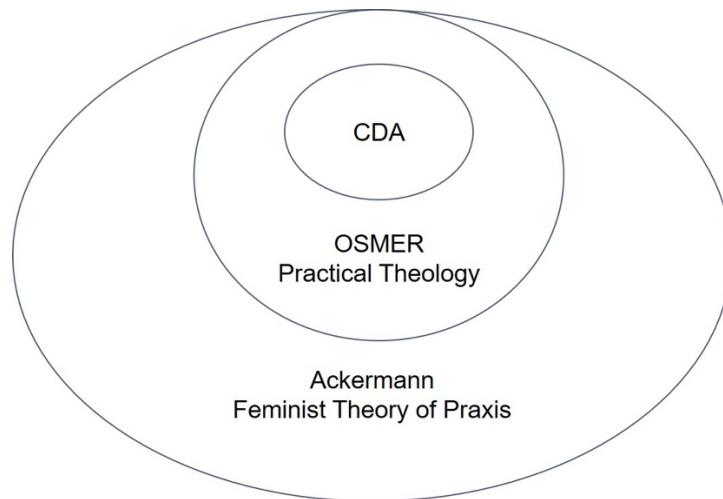 CDA
OSMER
Practical Theology
Ackermann
Feminist Theory of Praxis